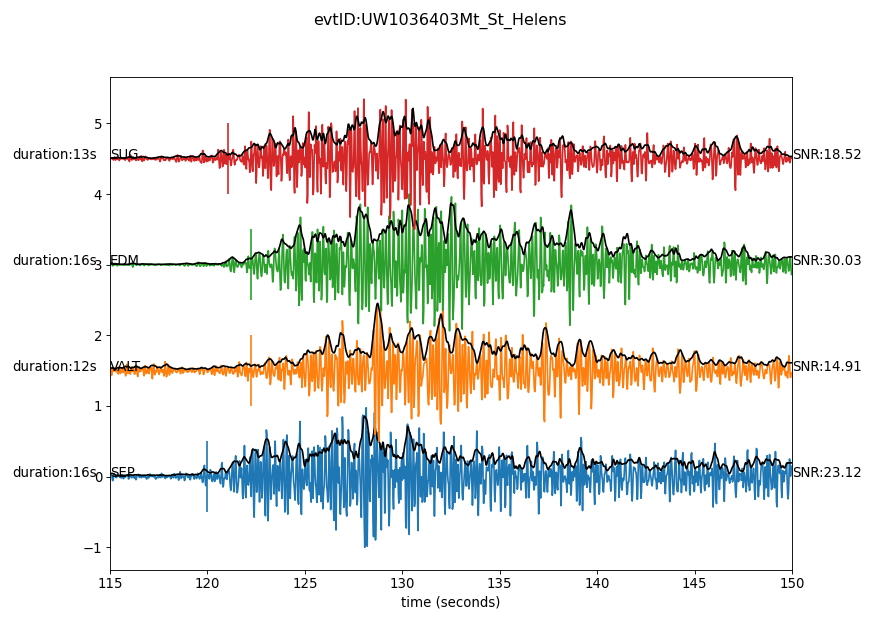 evtID:UW1036403Mt_St_Helens
5
duration:13s SUG SNR:18.52
4
duration:16s 3 EDM SNR:30.03
2
duration:12s VALT SNR:14.91
1
duration:16s 0 SEP SNR:23.12
−1
115 120 125 130 135 140 145 150
time (seconds)